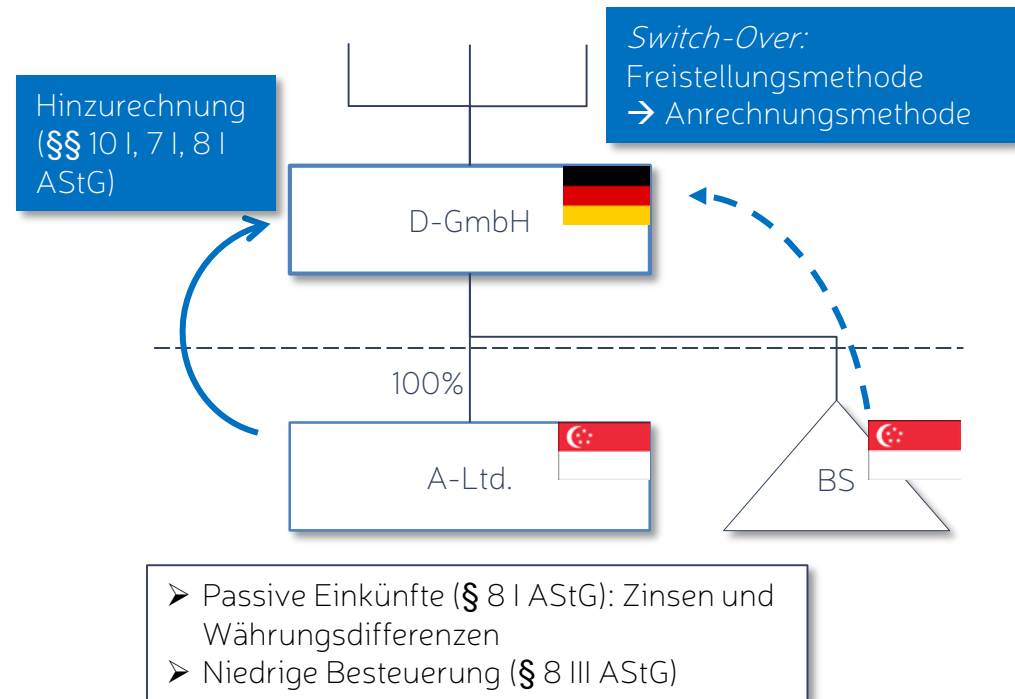 Switch-Over:
Freistellungsmethode
→ Anrechnungsmethode
Hinzurechnung
(§§ 10 I, 7 I, 8 I
AStG)
D-GmbH
100%
A-Ltd.
BS
➢ Passive Einkünfte (§ 8 I AStG): Zinsen und
Währungsdifferenzen
➢ Niedrige Besteuerung (§ 8 III AStG)